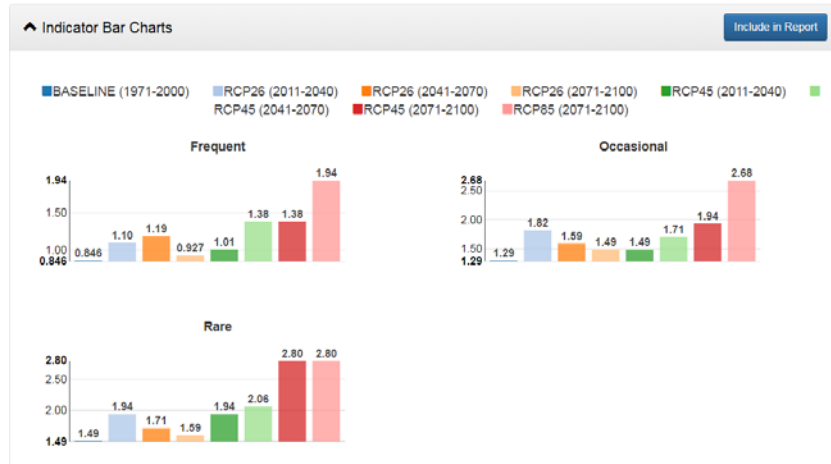 Indicator Bar Charts
Include in Report
BASELINE (1971-2000) RCP26 (2011-2040) RCP26 (2041-2070) RCP26 (2071-2100) RCP45 (2011-2040)
RCP45 (2041-2070) RCP45 (2071-2100) RCP85 (2071-2100)
Frequent
1.94
1.50
1.00
0.846
0.846 1.10 1.19 0.927 1.01 1.38 1.38 1.94
Occasional
2.68
2.50
2.00
1.50
1.29
1.29 1.82 1.59 1.49 1.49 1.71 1.94 2.68
Rare
2.80
2.50
2.00
1.49
1.49 1.94 1.71 1.59 1.94 2.06 2.80 2.80